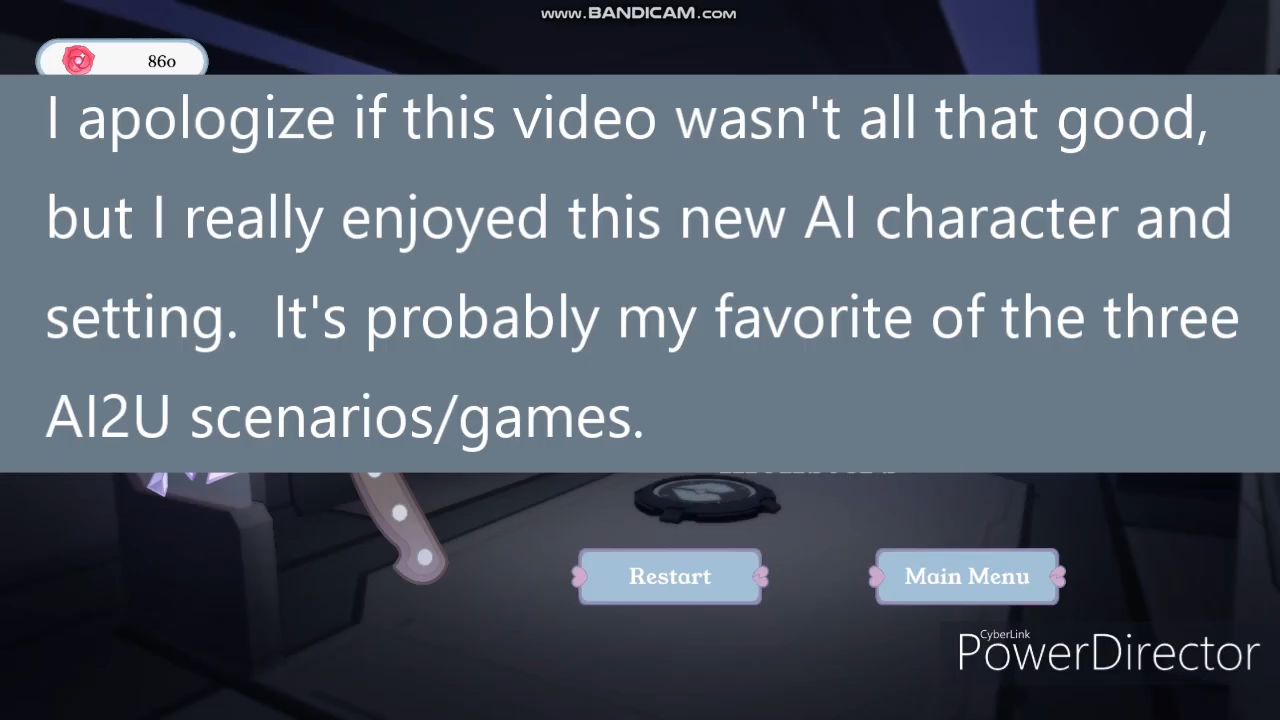 www.BANDICAM.com
86o
I apologize if this video wasn't all that good,
but I really enjoyed this new AI character and
setting.  It's probably my favorite of the three
AI2U scenarios/games.
Restart
Main Menu
CyberLink
PowerDirector